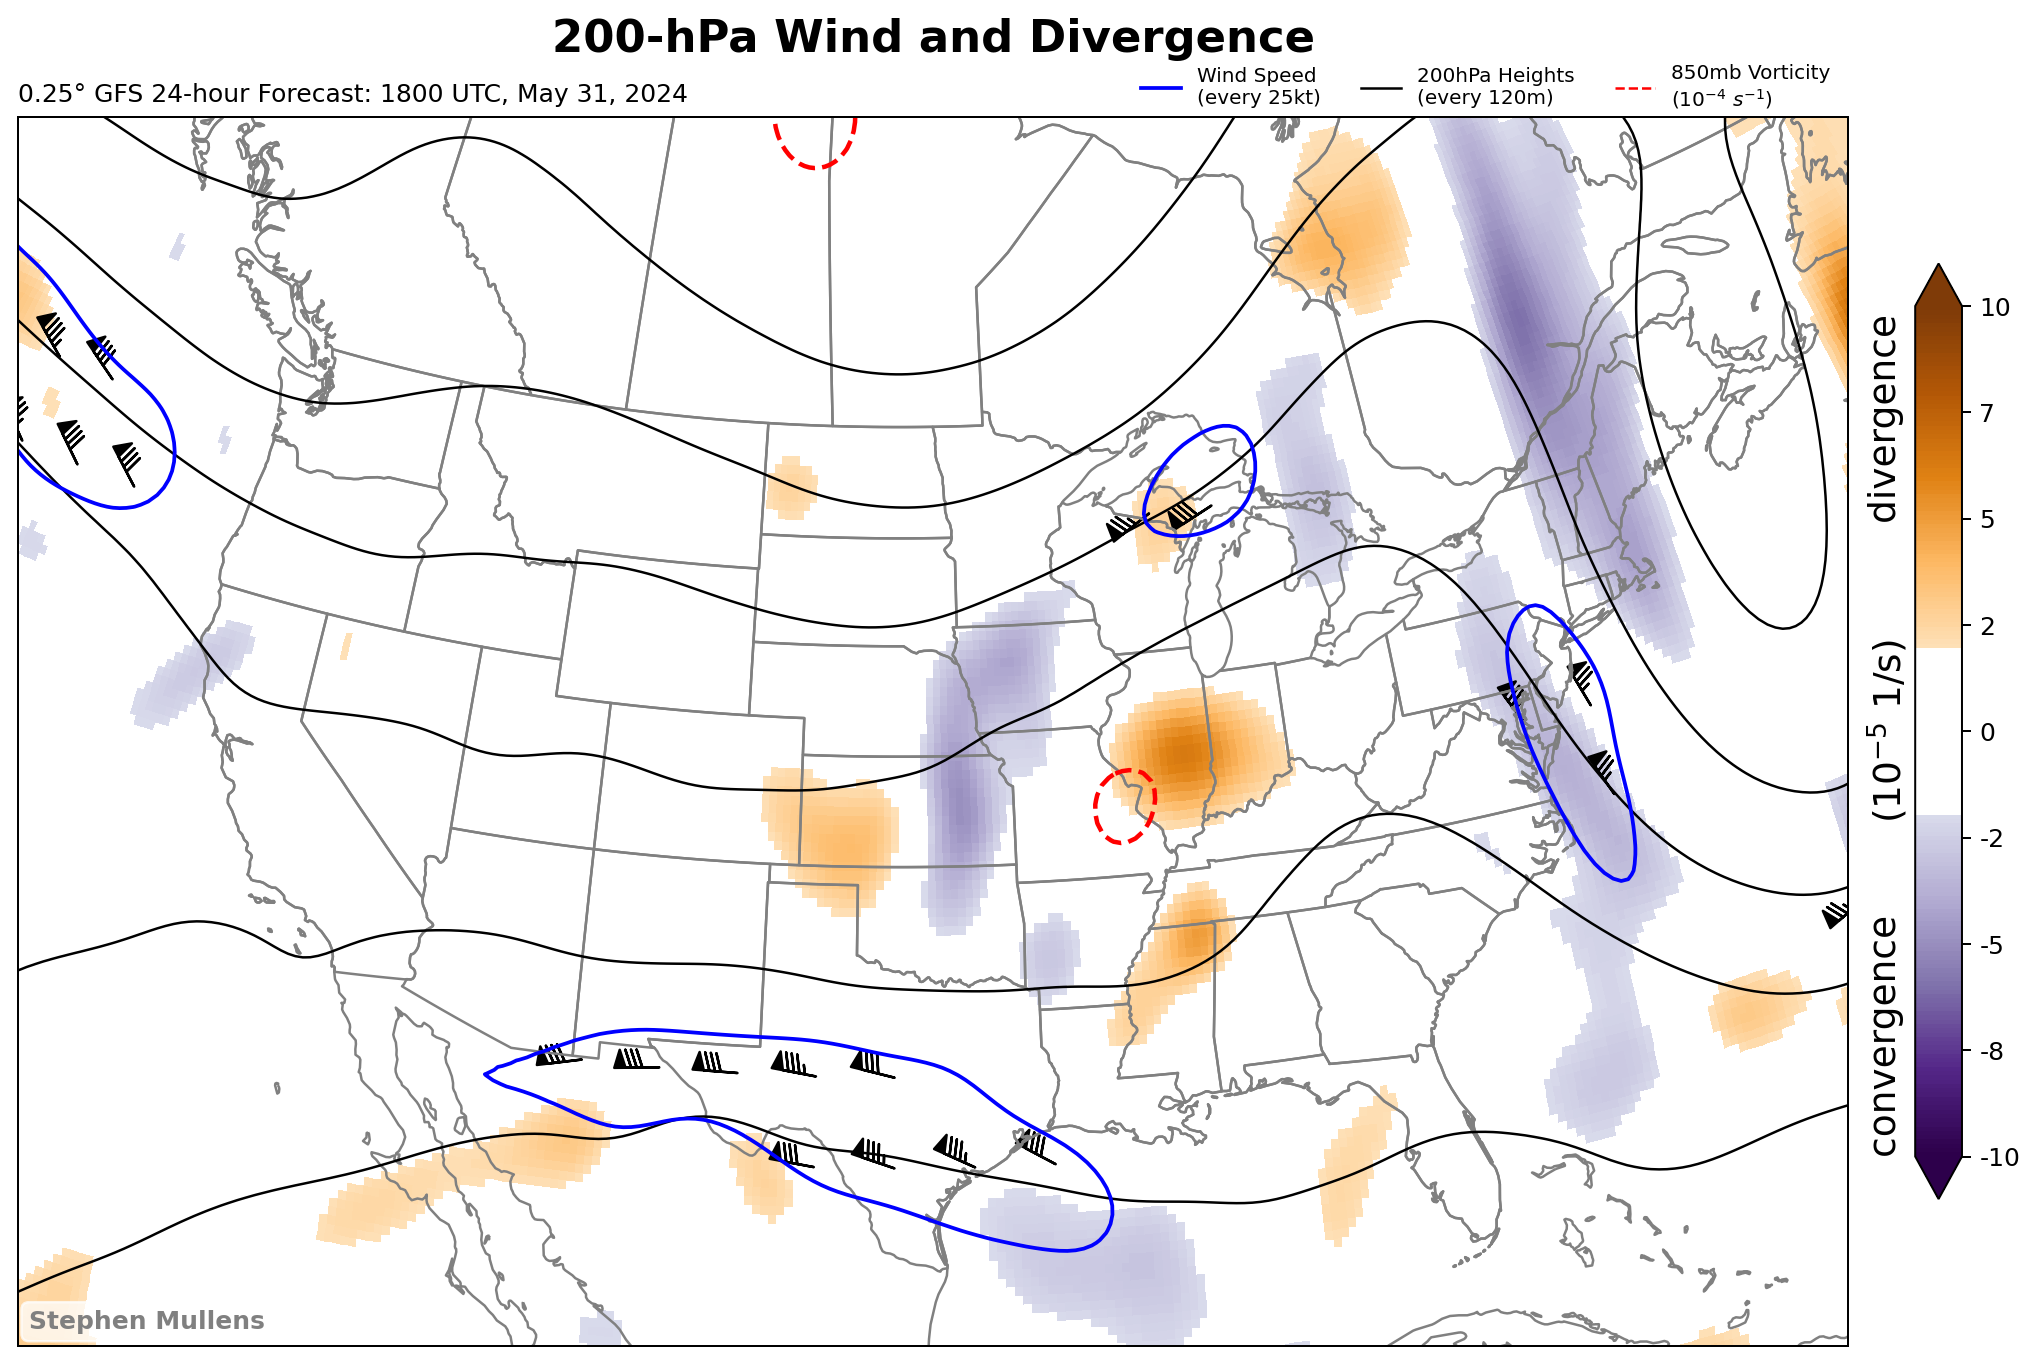 200-hPa Wind and Divergence
0.25° GFS 24-hour Forecast: 1800 UTC, May 31, 2024
Wind Speed
(every 25kt)
200hPa Heights
(every 120m)
850mb Vorticity
(10⁻⁴ s⁻¹)
10
7
5
2
0
-2
-5
-8
-10
convergence (10⁻⁵ 1/s) divergence
Stephen Mullens